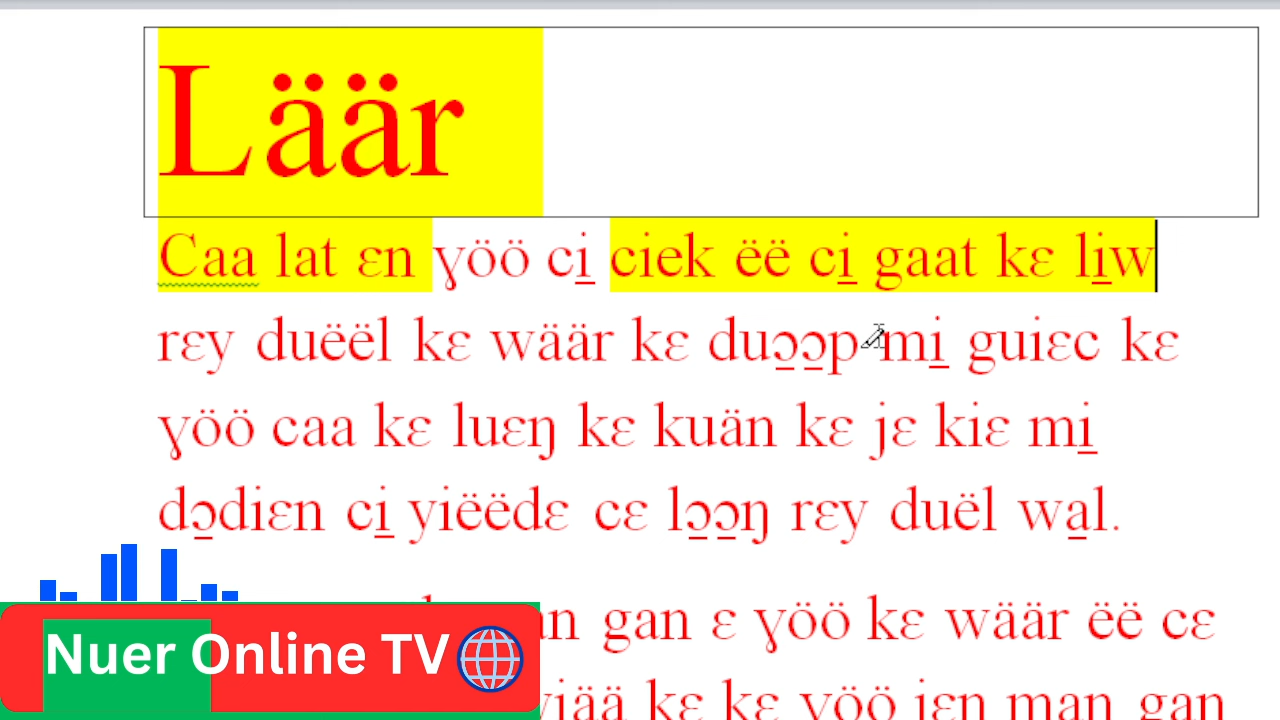 Läär
Caa lat ɛn ɣöö ci̱ ciek ëë ci̱ gaat kɛ li̱w
rɛy duëël kɛ wäär kɛ duɔ̱ɔ̱p mi̱ guiɛc kɛ
ɣöö caa kɛ luɛŋ kɛ kuän kɛ jɛ kiɛ mi̱
dɔ̱diɛn ci̱ yiëëdɛ cɛ lɔ̱ɔ̱ŋ rɛy duël wa̱l.
gan ɛ ɣöö kɛ wäär ëë cɛ
kɛ kɛ ɣöö jɛn man gan
Nuer Online TV